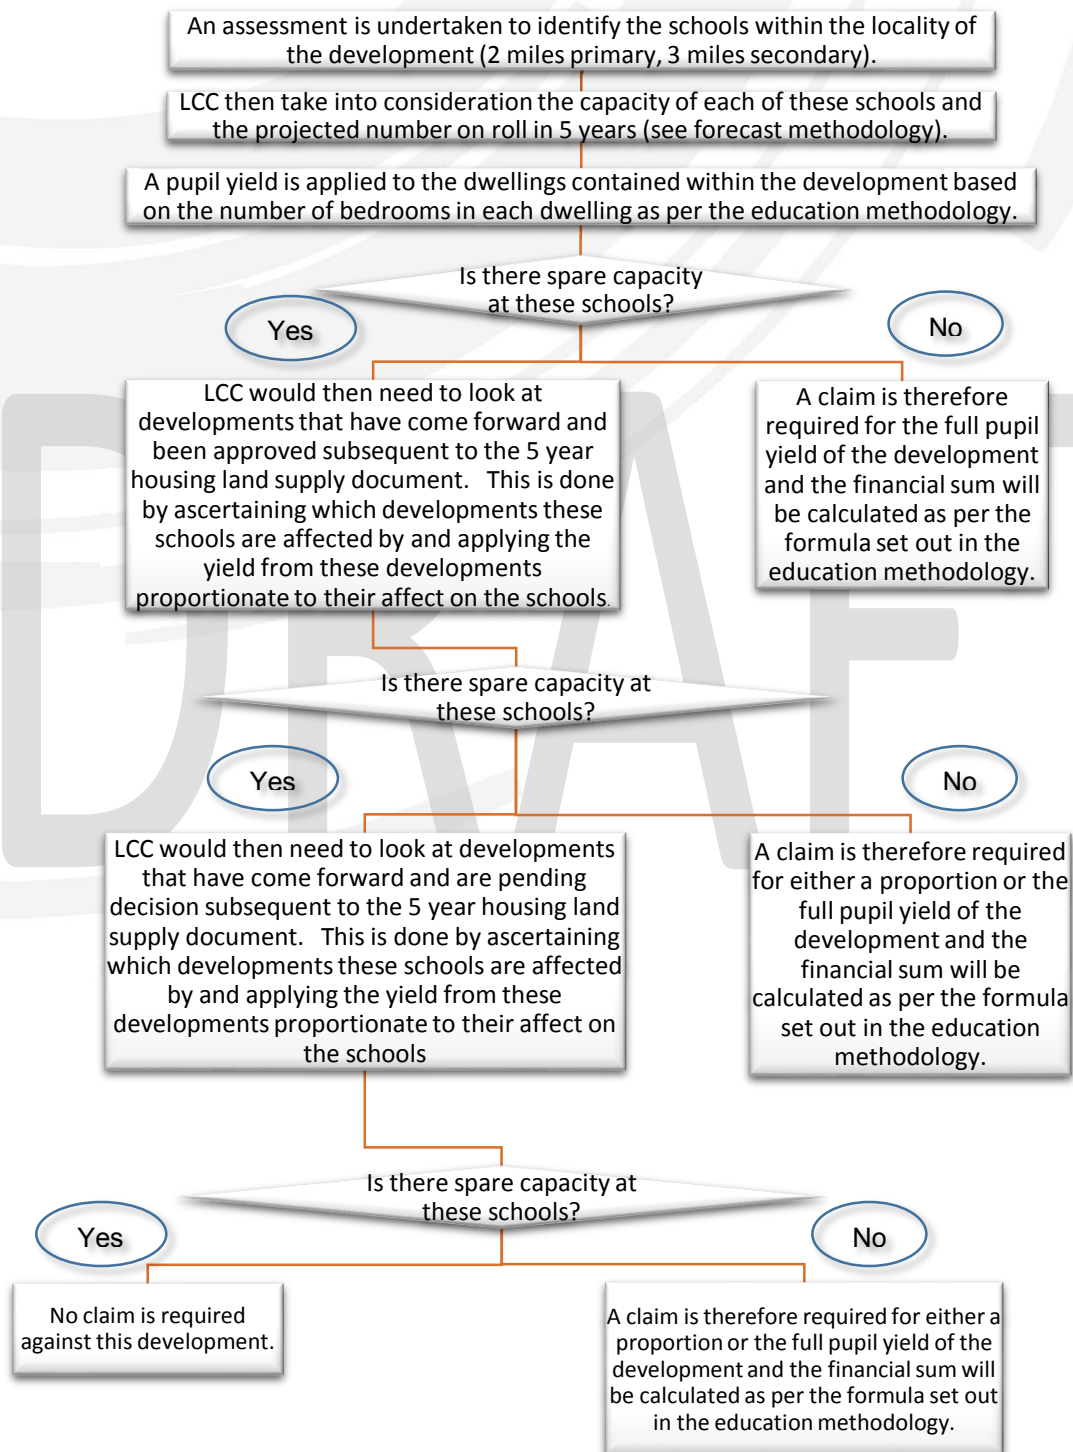 An assessment is undertaken to identify the schools within the locality of
the development (2 miles primary, 3 miles secondary).
LCC then take into consideration the capacity of each of these schools and
the projected number on roll in 5 years (see forecast methodology).
A pupil yield is applied to the dwellings contained within the development based
on the number of bedrooms in each dwelling as per the education methodology.
Is there spare capacity
at these schools?
Yes
No
LCC would then need to look at
developments that have come forward and
been approved subsequent to the 5 year
housing land supply document. This is done
by ascertaining which developments these
schools are affected by and applying the
yield from these developments
proportionate to their affect on the schools.
A claim is therefore
required for the full pupil
yield of the development
and the financial sum will
be calculated as per the
formula set out in the
education methodology.
DRAFT
Is there spare capacity at
these schools?
Yes
No
LCC would then need to look at developments
that have come forward and are pending
decision subsequent to the 5 year housing land
supply document. This is done by ascertaining
which developments these schools are affected
by and applying the yield from these
developments proportionate to their affect on
the schools
A claim is therefore required
for either a proportion or the
full pupil yield of the
development and the
financial sum will be
calculated as per the formula
set out in the education
methodology.
Is there spare capacity at
these schools?
Yes
No
No claim is required
against this development.
A claim is therefore required for either a
proportion or the full pupil yield of the
development and the financial sum will
be calculated as per the formula set out
in the education methodology.